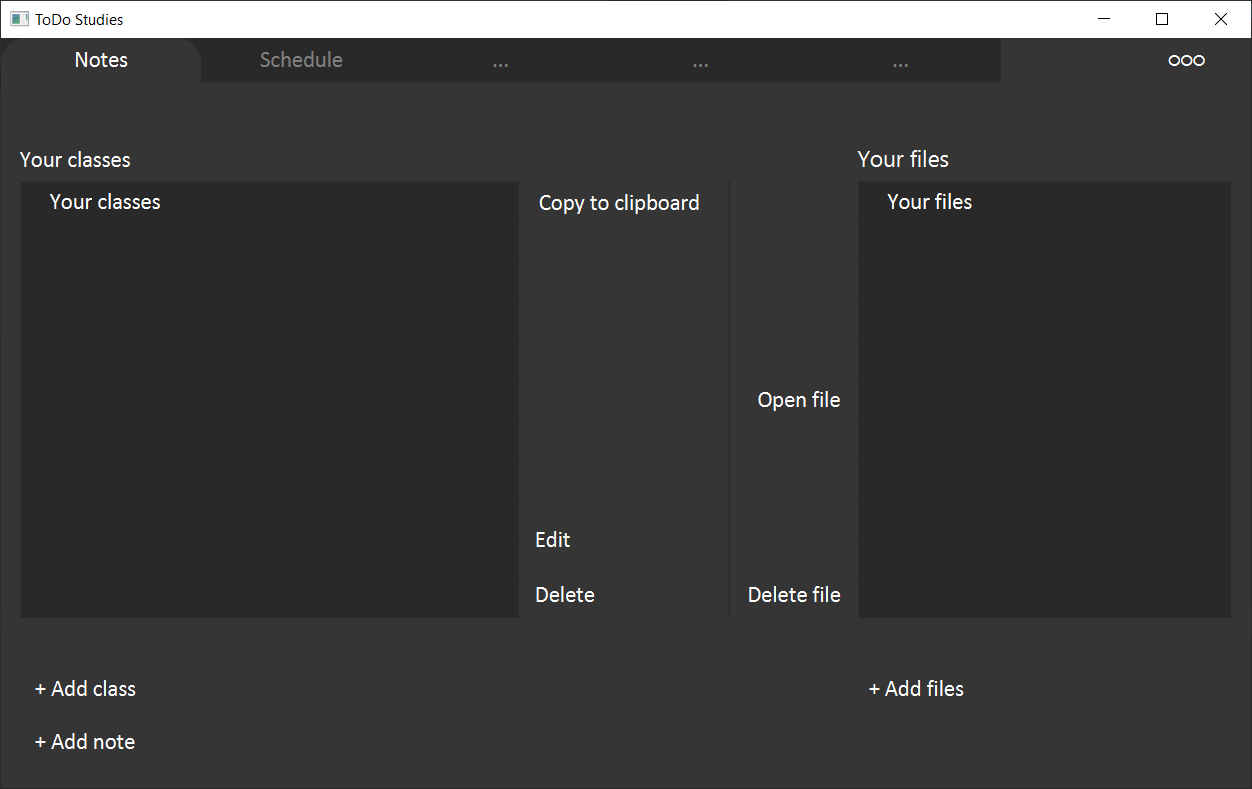 ToDo Studies
Notes Schedule ... ... ... ooo
Your classes
Your files
Your classes
Copy to clipboard
Your files
Open file
Edit
Delete
Delete file
+ Add class
+ Add files
+ Add note